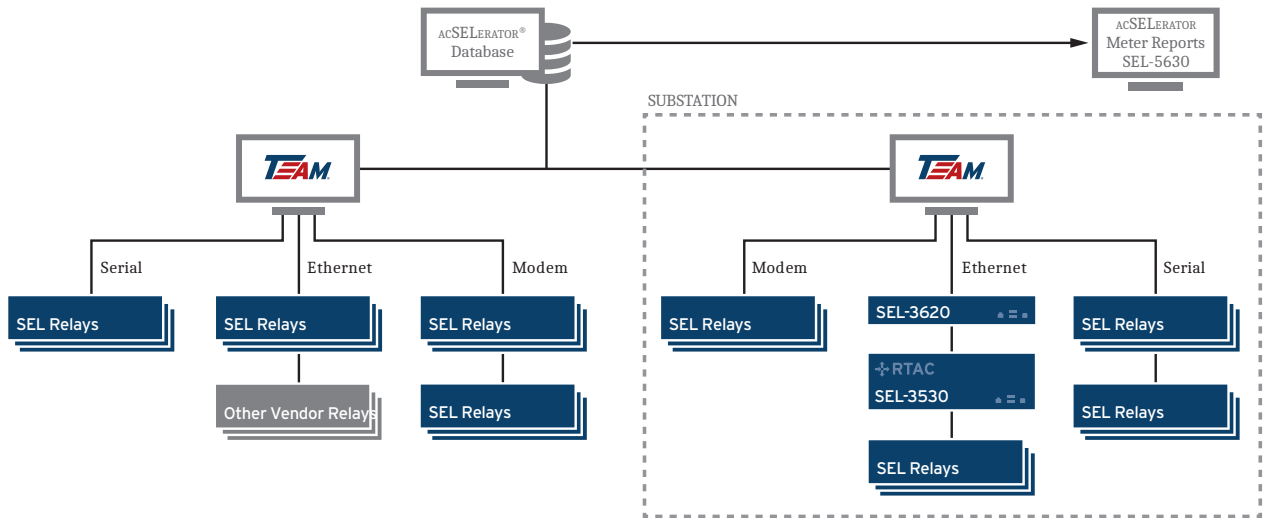 ACSELERATOR®
Database
ACSELERATOR
Meter Reports
SEL-5630
SUBSTATION
TEAM
TEAM
Serial
Ethernet
Modem
Modem
Ethernet
Serial
SEL Relays
SEL Relays
SEL Relays
SEL Relays
SEL-3620
SEL Relays
Other Vendor Relays
SEL Relays
RTAC
SEL-3530
SEL Relays
SEL Relays